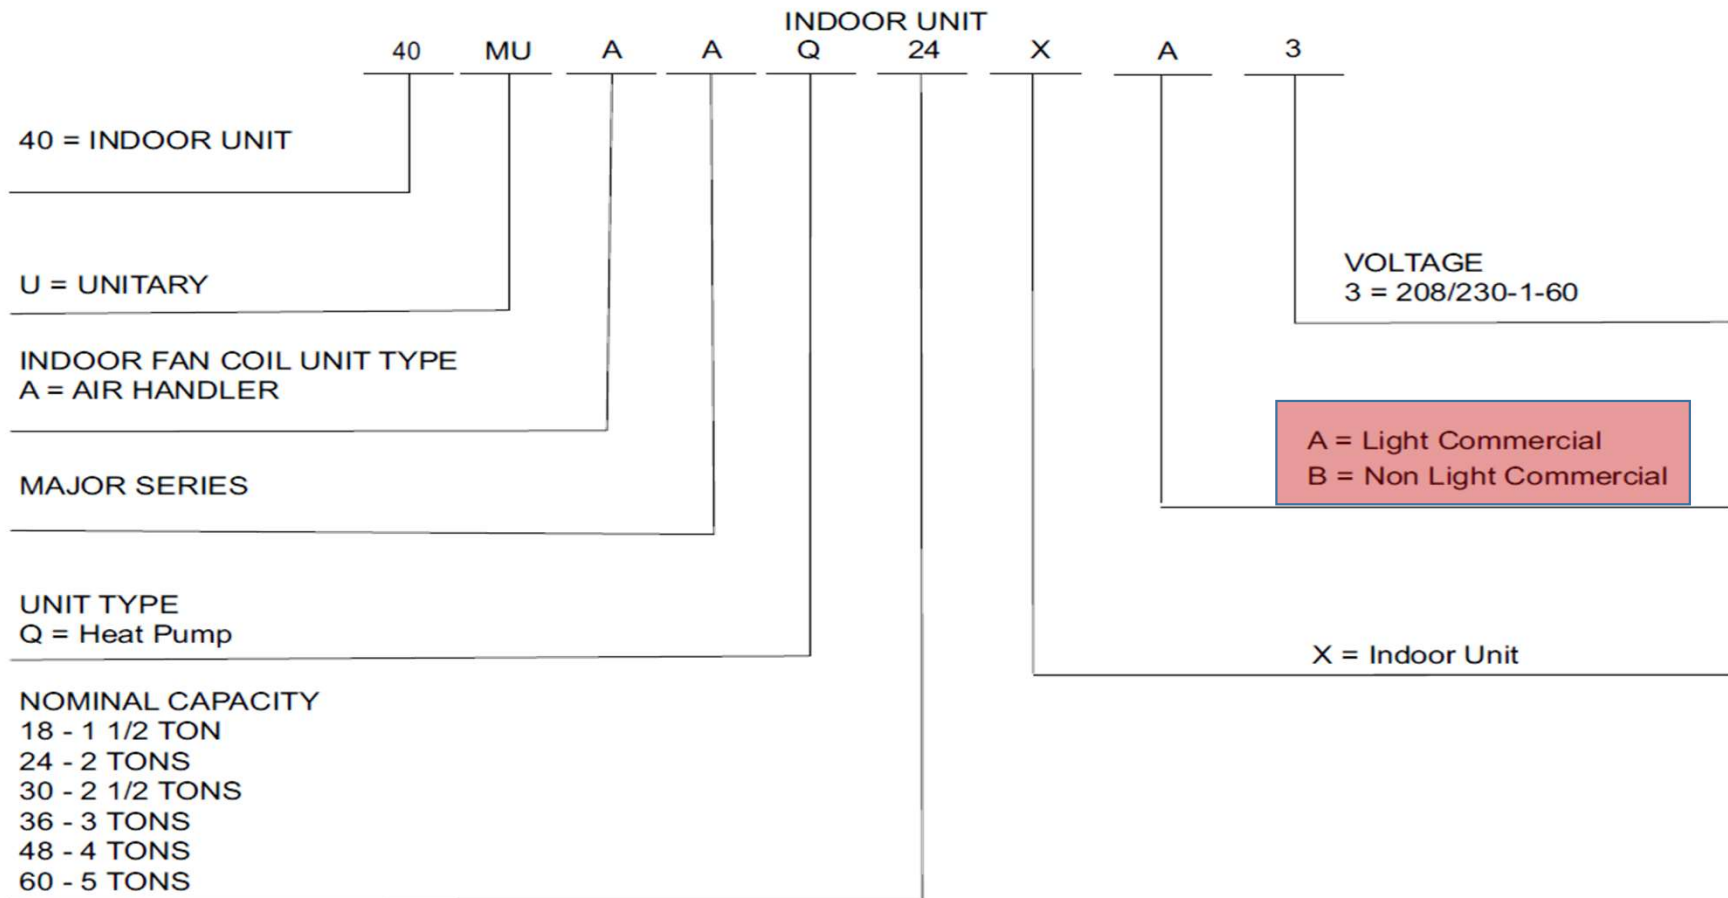 INDOOR UNIT
40 MU A A Q 24 X A 3
40 = INDOOR UNIT
U = UNITARY
INDOOR FAN COIL UNIT TYPE
A = AIR HANDLER
MAJOR SERIES
UNIT TYPE
Q = Heat Pump
NOMINAL CAPACITY
18 - 1 1/2 TON
24 - 2 TONS
30 - 2 1/2 TONS
36 - 3 TONS
48 - 4 TONS
60 - 5 TONS
VOLTAGE
3 = 208/230-1-60
A = Light Commercial
B = Non Light Commercial
X = Indoor Unit